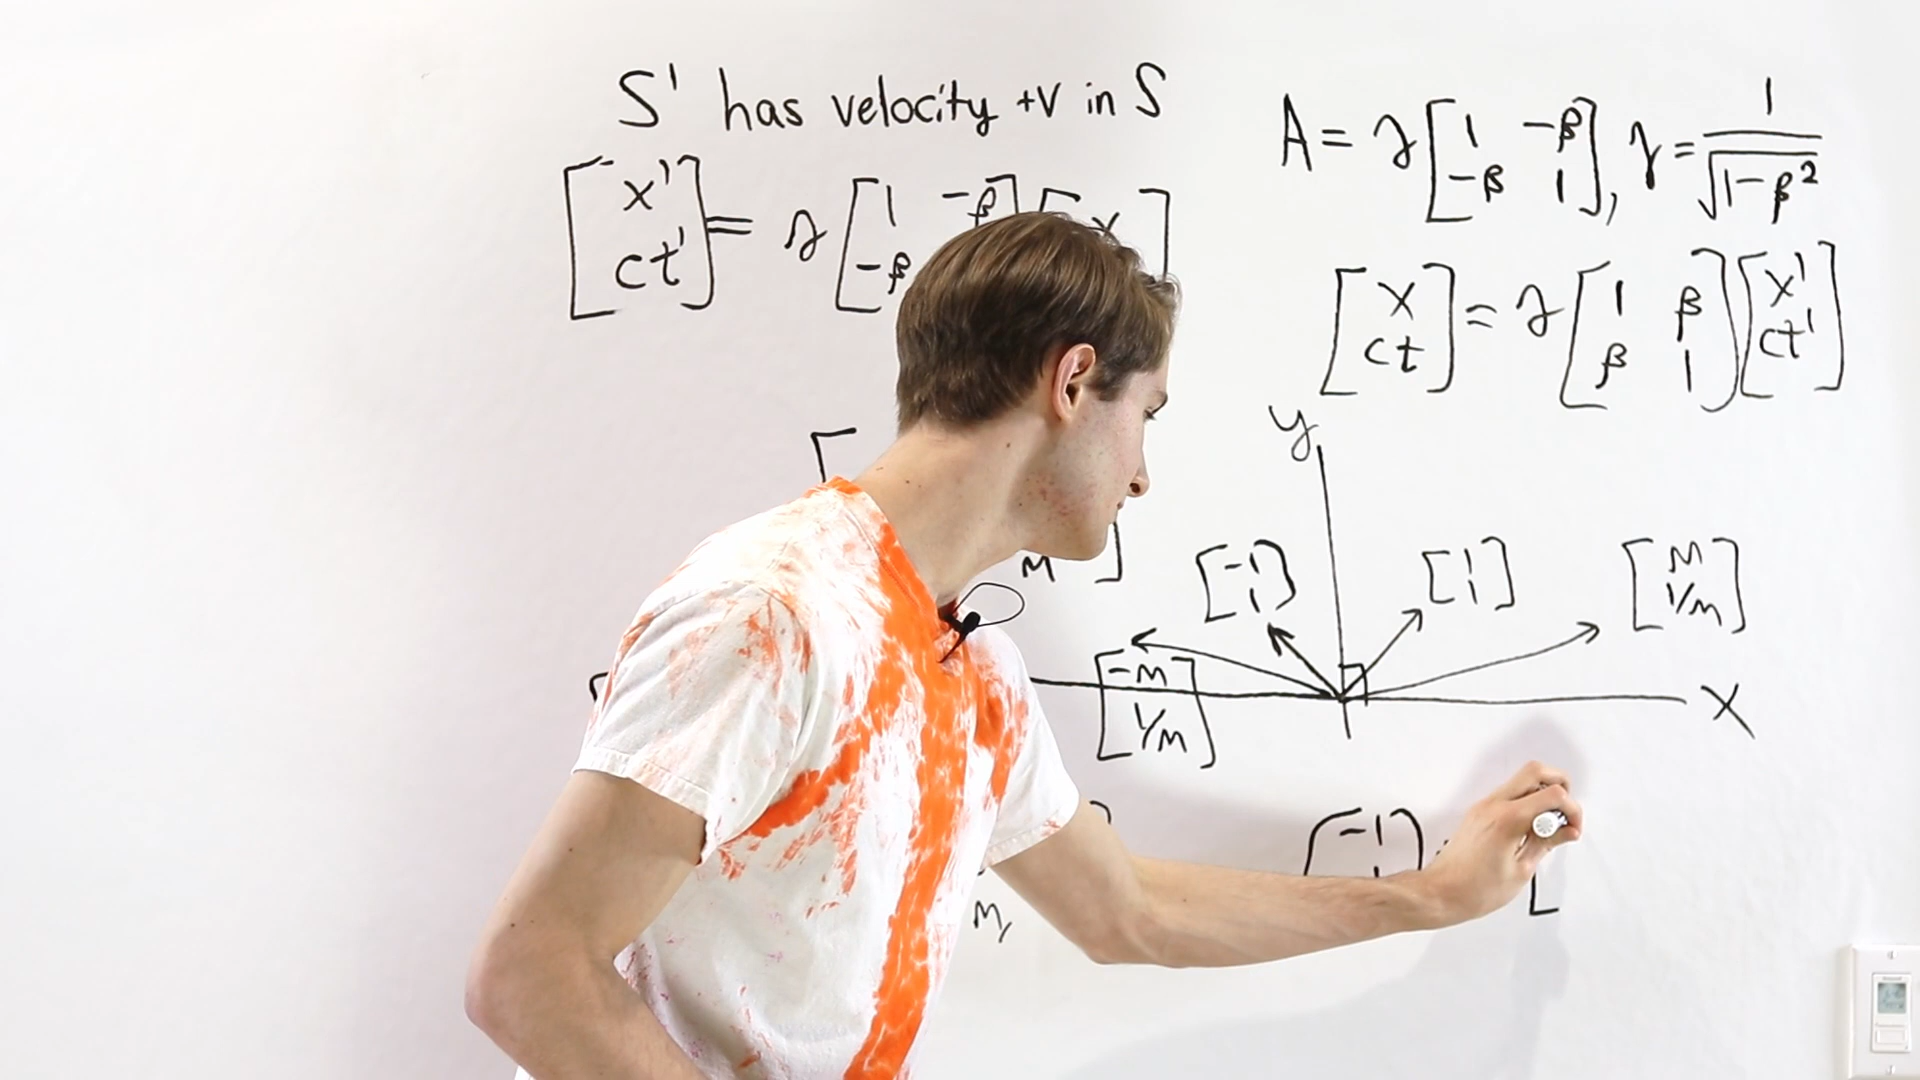 S' has velocity +v in S
[x' ct'] = γ [1 -β -β
x
A = γ [1 -β -β 1], γ = 1/√1-β²
[x ct] = γ [1 β β 1] [x' ct']
y
M
[-1 1]
[1 1]
[M 1/M]
[-M 1/M]
x
-1
M,